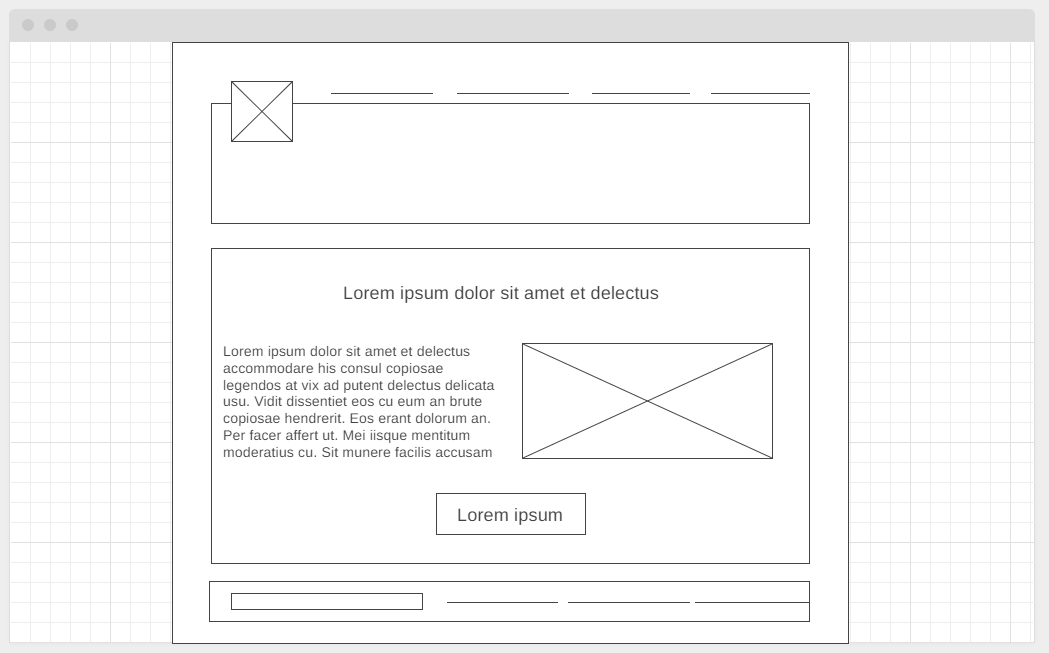 Lorem ipsum dolor sit amet et delectus
Lorem ipsum dolor sit amet et delectus
accommodare his consul copiosae
legendos at vix ad putent delectus delicata
usu. Vidit dissentiet eos cu eum an brute
copiosae hendrerit. Eos erant dolorum an.
Per facer affert ut. Mei iisque mentitum
moderatius cu. Sit munere facilis accusam
Lorem ipsum